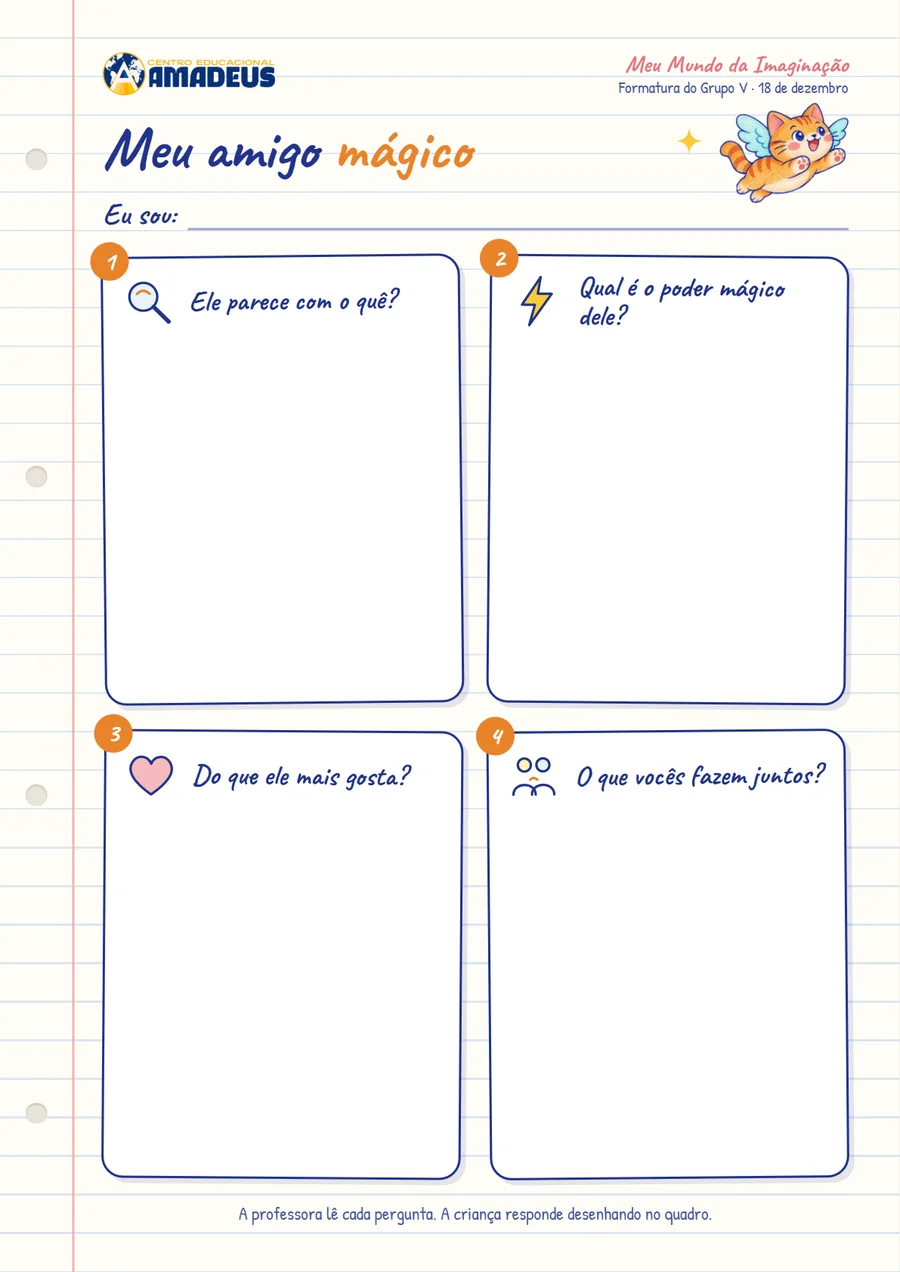 CENTRO EDUCACIONAL
AMADEUS
Meu Mundo da Imaginação
Formatura do Grupo V · 18 de dezembro
Meu amigo mágico
Eu sou:
1
Ele parece com o quê?
2
Qual é o poder mágico
dele?
3
Do que ele mais gosta?
4
O que vocês fazem juntos?
A professora lê cada pergunta. A criança responde desenhando no quadro.